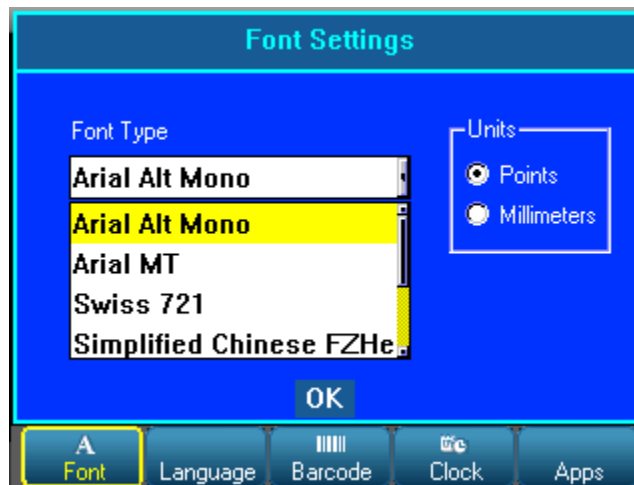 Font Settings
Font Type
Arial Alt Mono
Arial Alt Mono
Arial MT
Swiss 721
Simplified Chinese FZHe
Units
Points
Millimeters
OK
A
Font
Language
Barcode
Clock
Apps